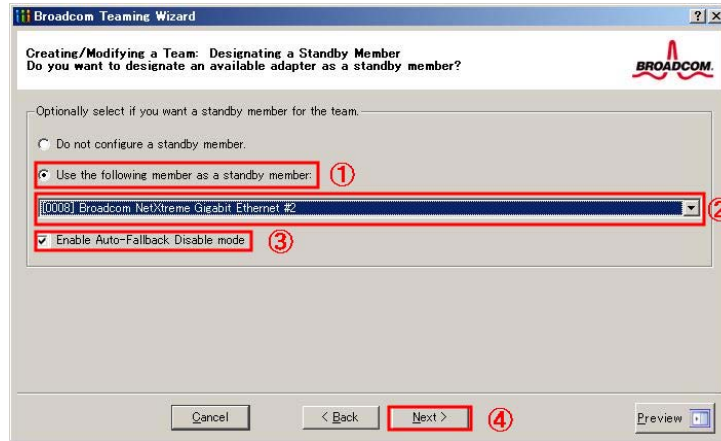 Broadcom Teaming Wizard
Creating/Modifying a Team: Designating a Standby Member
Do you want to designate an available adapter as a standby member?
BROADCOM.
Optionally select if you want a standby member for the team.
Do not configure a standby member.
Use the following member as a standby member: ①
[[0008] Broadcom NetXtreme Gigabit Ethernet #2 ②
Enable Auto-Fallback Disable mode ③
Cancel < Back Next > ④ Preview